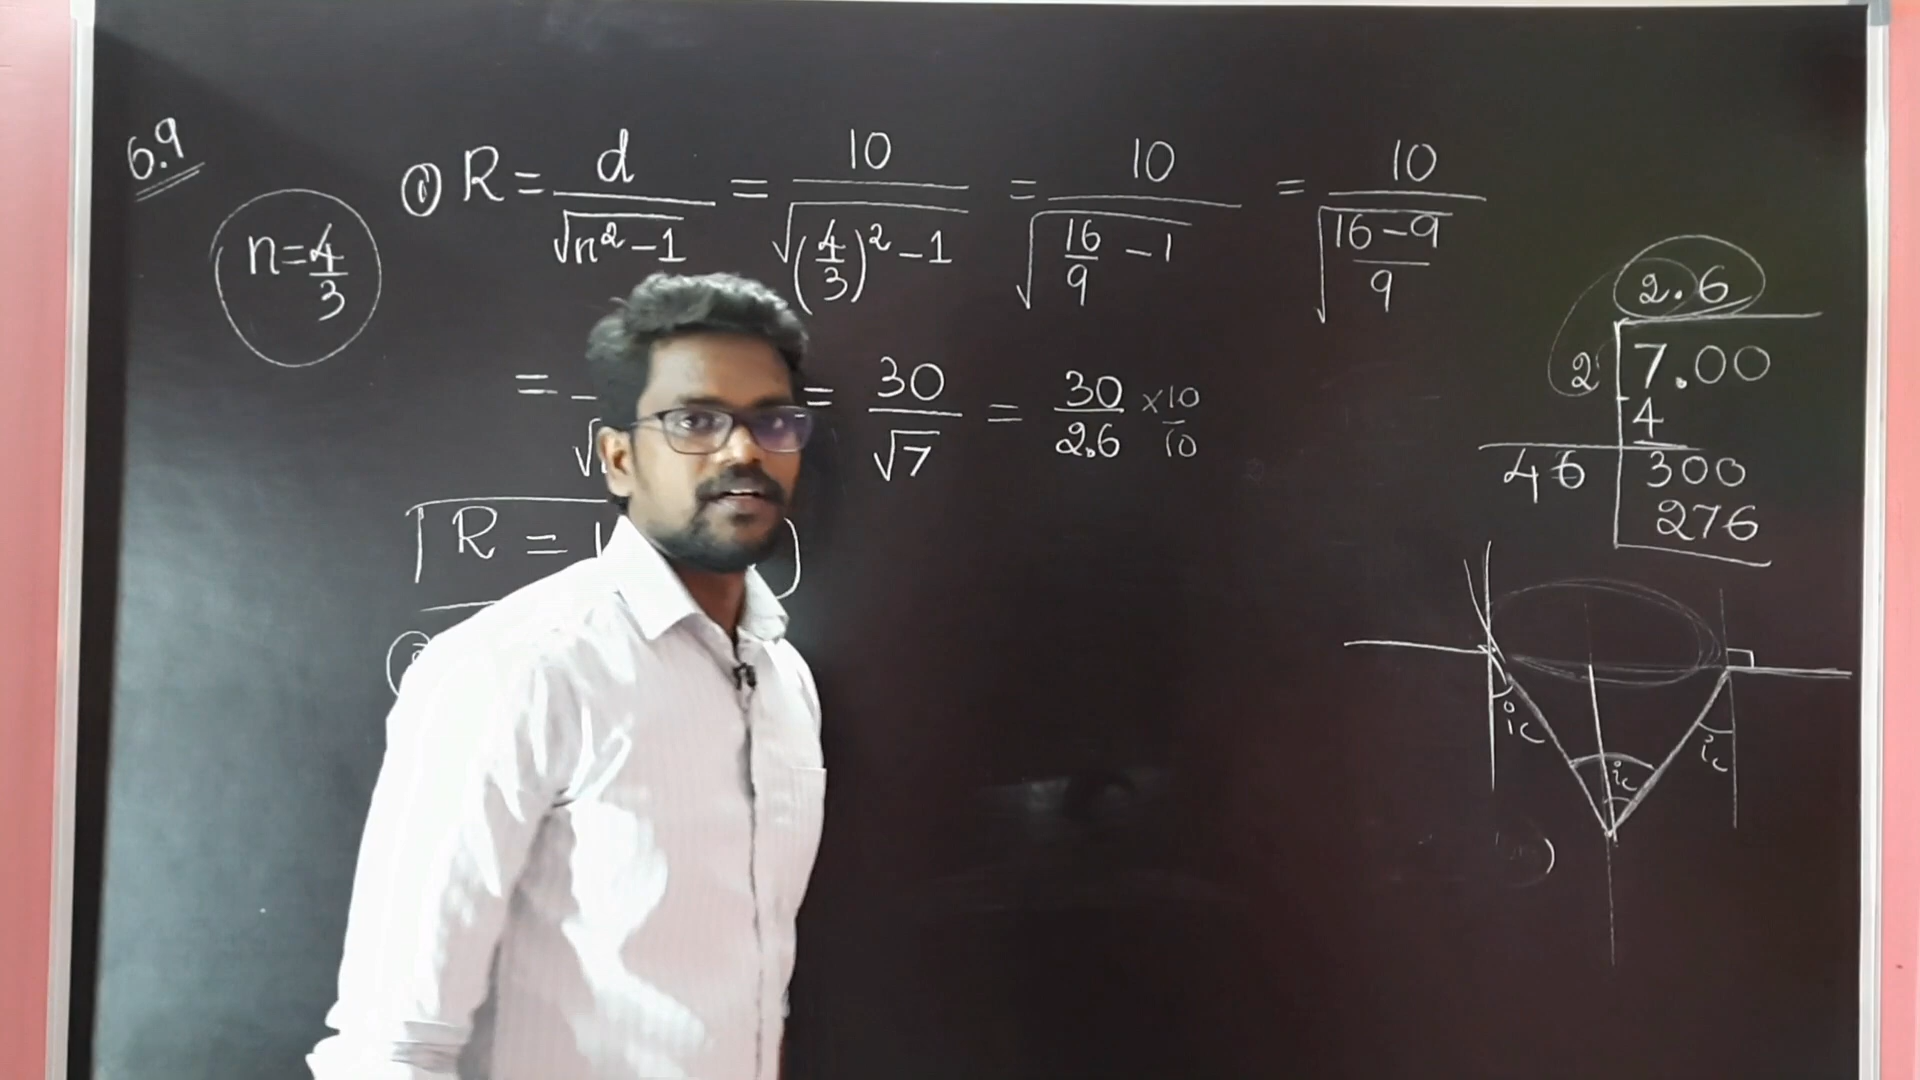 6.9
n = 4/3
① R = d/√(n² - 1) = 10/√((4/3)² - 1) = 10/√(16/9 - 1) = 10/√((16 - 9)/9)
= = 30/√7 = 30/2.6 × 10/10
R =
2.6
2 7.00
4
46 300
276
ic
ic
ic